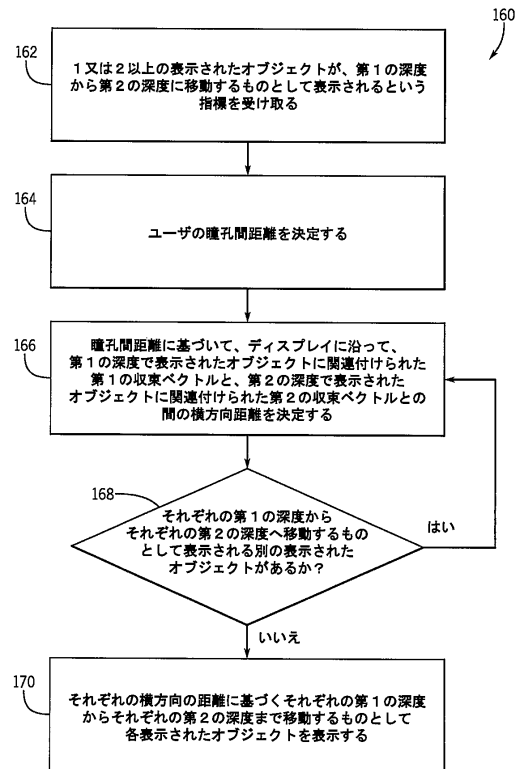 160
162
１又は２以上の表示されたオブジェクトが、第１の深度
から第２の深度に移動するものとして表示されるという
指標を受け取る
164
ユーザの瞳孔間距離を決定する
166
瞳孔間距離に基づいて、ディスプレイに沿って、
第１の深度で表示されたオブジェクトに関連付けられた
第１の収束ベクトルと、第２の深度で表示された
オブジェクトに関連付けられた第２の収束ベクトルとの
間の横方向距離を決定する
168
それぞれの第１の深度から
それぞれの第２の深度へ移動するもの
として表示される別の表示された
オブジェクトがあるか？
はい
いいえ
170
それぞれの横方向の距離に基づくそれぞれの第１の深度
からそれぞれの第２の深度まで移動するものとして
各表示されたオブジェクトを表示する